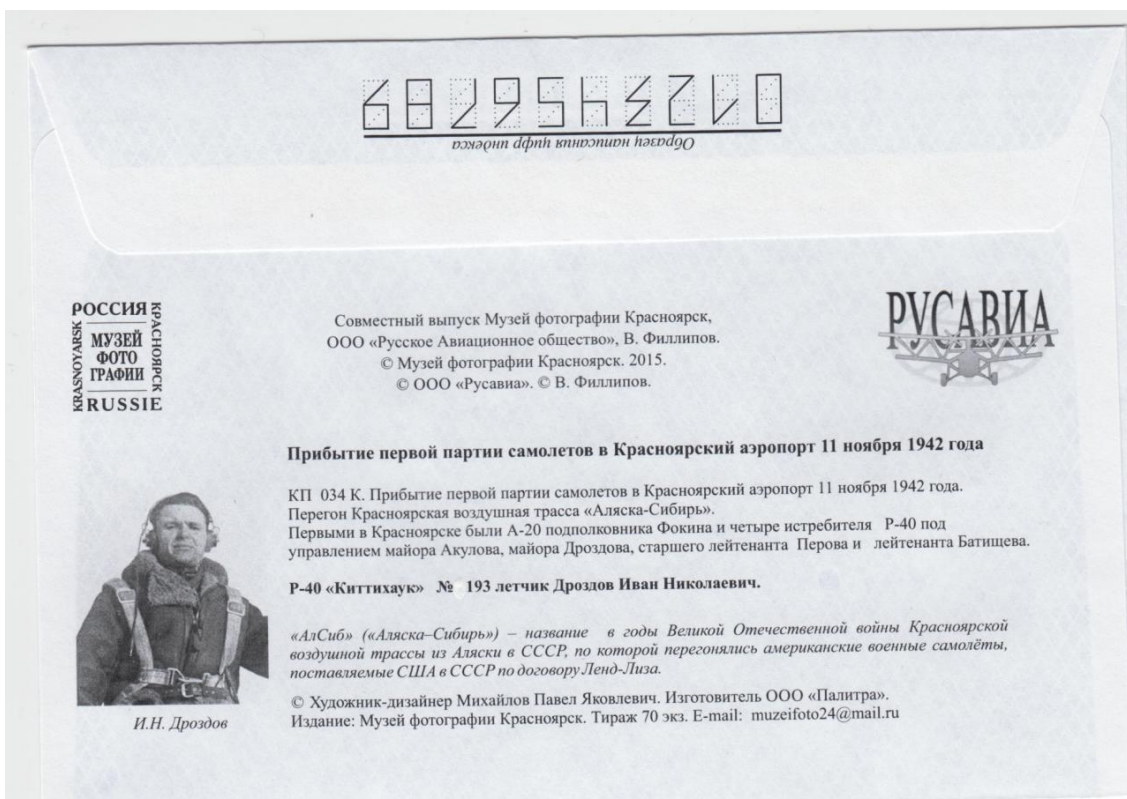 0123456789
Образец написания цифр индекса
РОССИЯ
КРАСНОЯРСК
KRASNOYARSK
МУЗЕЙ
ФОТО
ГРАФИИ
RUSSIE
Совместный выпуск Музей фотографии Красноярск,
ООО «Русское Авиационное общество», В. Филлипов.
© Музей фотографии Красноярск. 2015.
© ООО «Русавиа». © В. Филлипов.
РУСАВИА
Прибытие первой партии самолетов в Красноярский аэропорт 11 ноября 1942 года
КП 034 К. Прибытие первой партии самолетов в Красноярский аэропорт 11 ноября 1942 года.
Перегон Красноярская воздушная трасса «Аляска-Сибирь».
Первыми в Красноярске были А-20 подполковника Фокина и четыре истребителя Р-40 под
управлением майора Акулова, майора Дроздова, старшего лейтенанта Перова и лейтенанта Батищева.
Р-40 «Киттихаук» № 193 летчик Дроздов Иван Николаевич.
«АлСиб» («Аляска–Сибирь») – название в годы Великой Отечественной войны Красноярской
воздушной трассы из Аляски в СССР, по которой перегонялись американские военные самолёты,
поставляемые США в СССР по договору Ленд-Лиза.
© Художник-дизайнер Михайлов Павел Яковлевич. Изготовитель ООО «Палитра».
Издание: Музей фотографии Красноярск. Тираж 70 экз. E-mail: muzeifoto24@mail.ru
И.Н. Дроздов